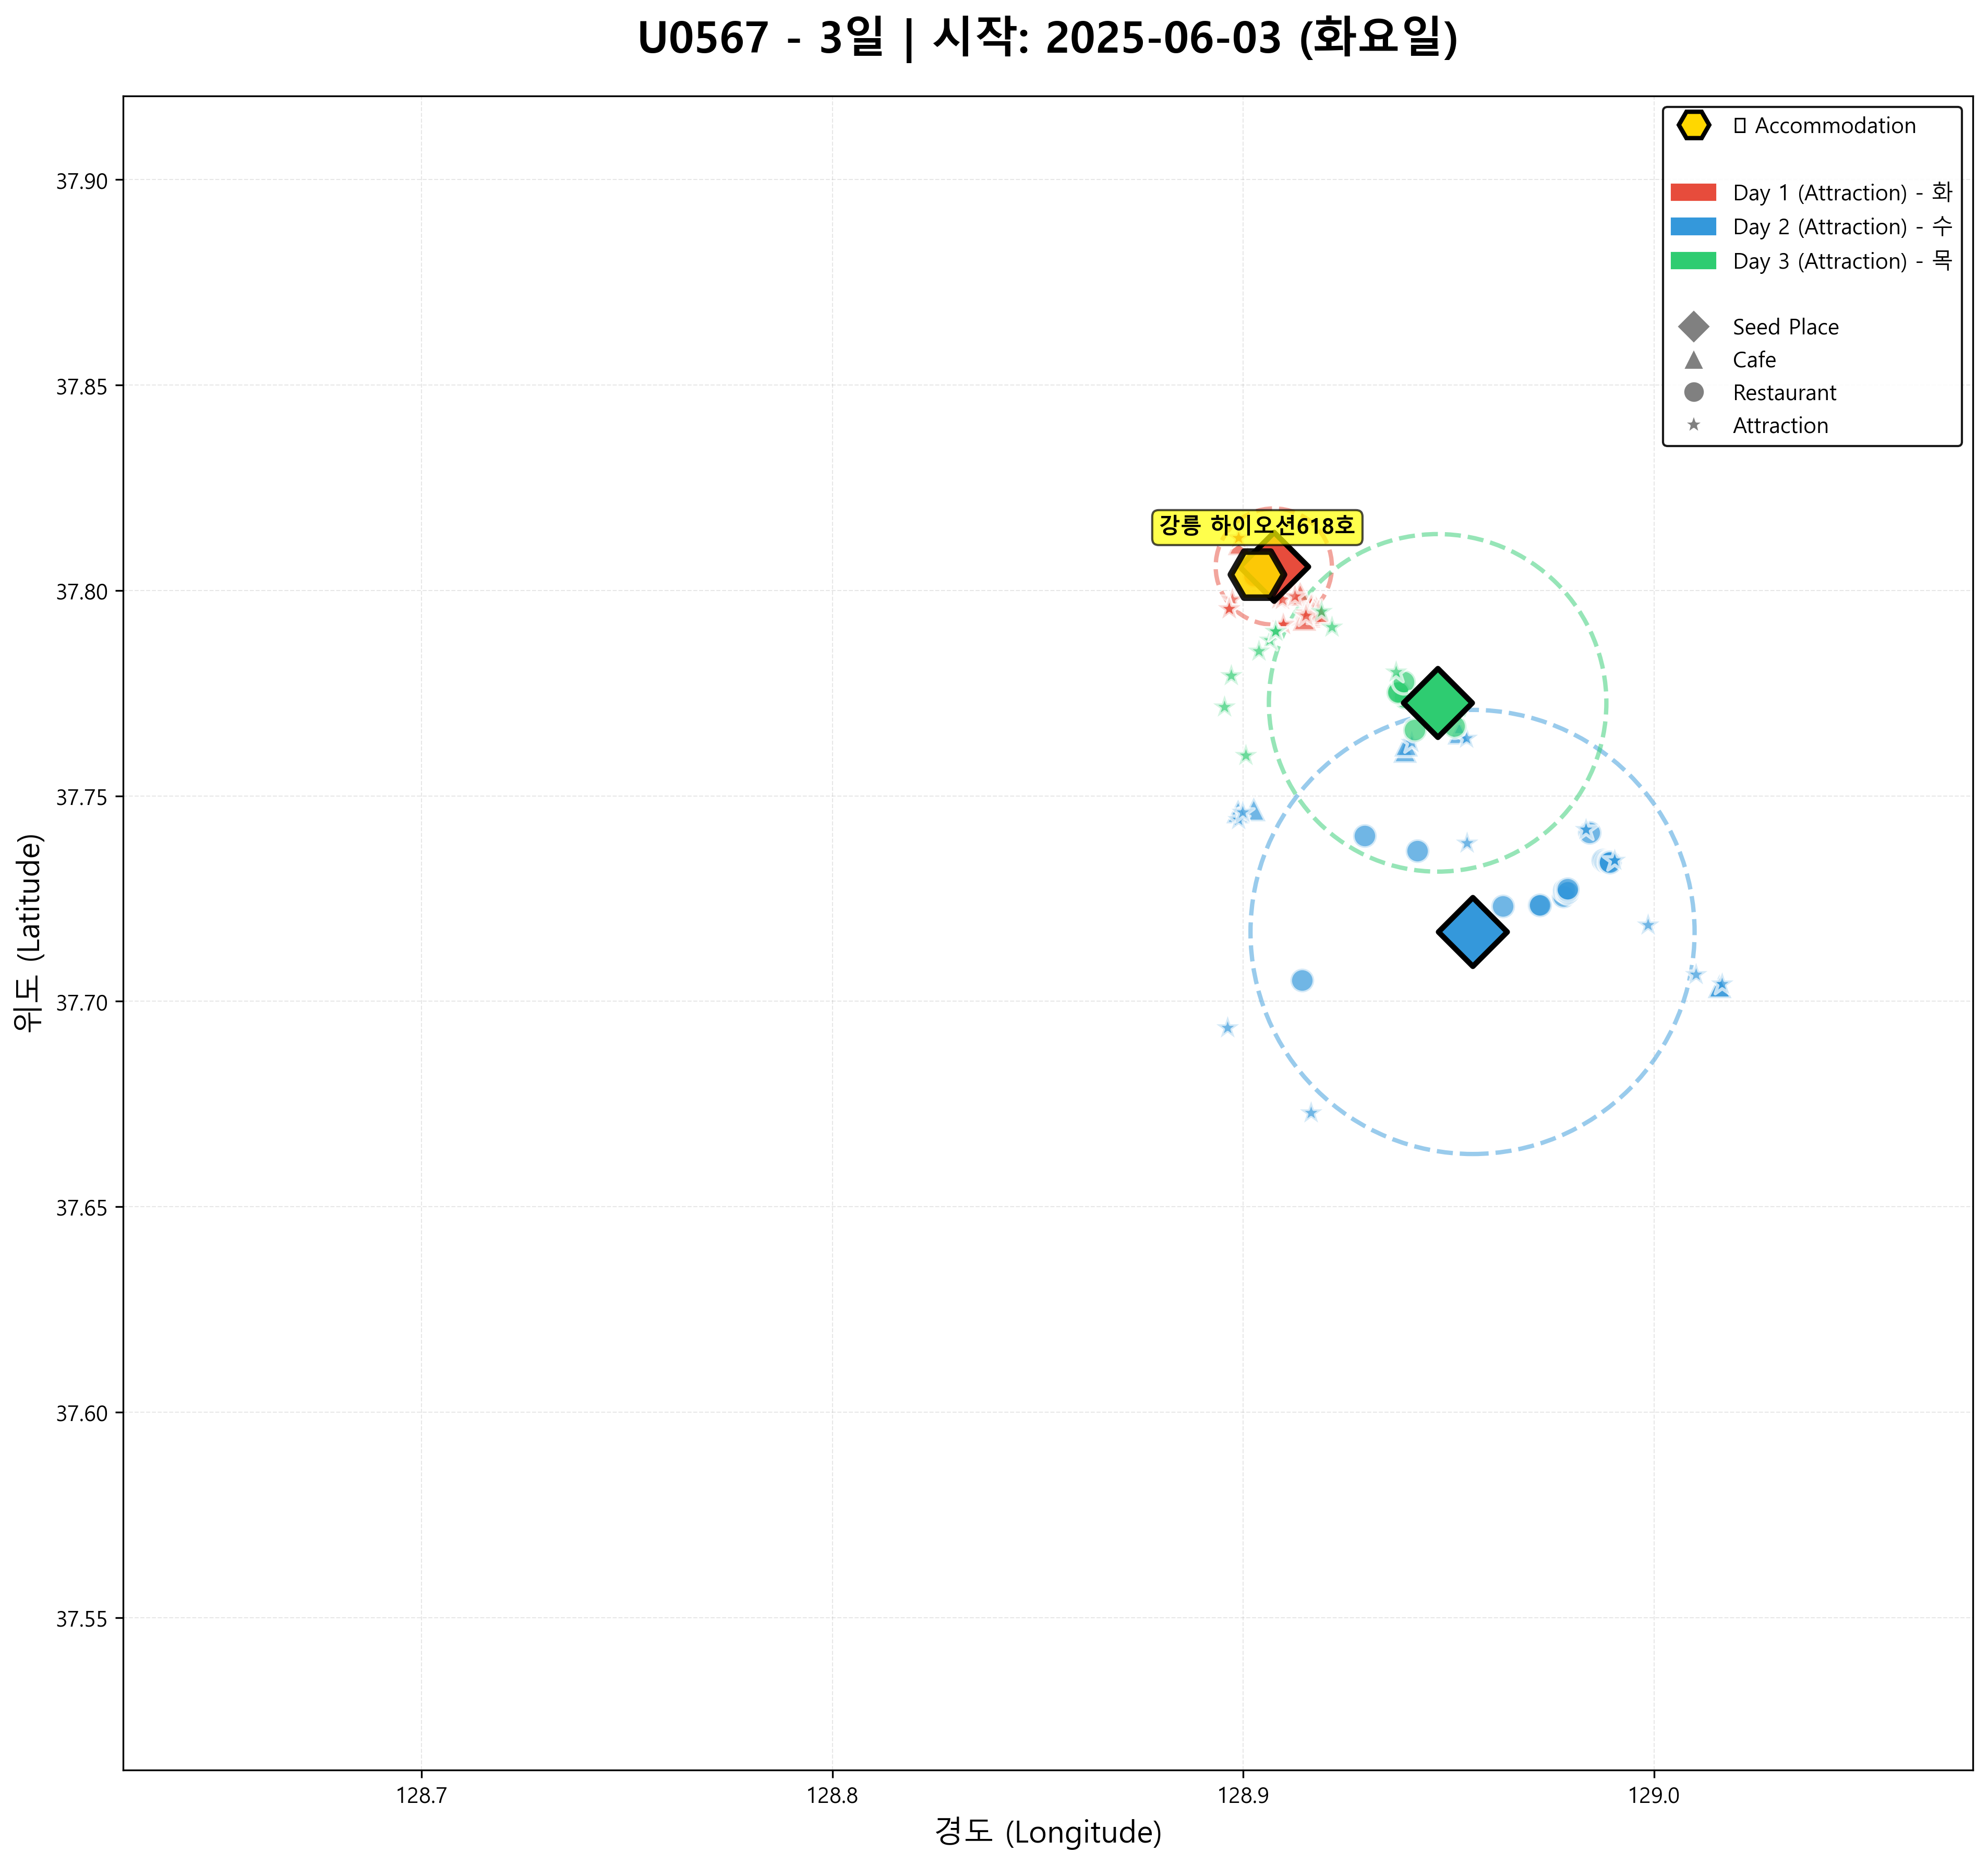 U0567 - 3일 | 시작: 2025-06-03 (화요일)
Accommodation
Day 1 (Attraction) - 화
Day 2 (Attraction) - 수
Day 3 (Attraction) - 목
Seed Place
Cafe
Restaurant
Attraction
강릉 하이오션618호
37.90
37.85
37.80
37.75
37.70
37.65
37.60
37.55
위도 (Latitude)
128.7
128.8
128.9
129.0
경도 (Longitude)